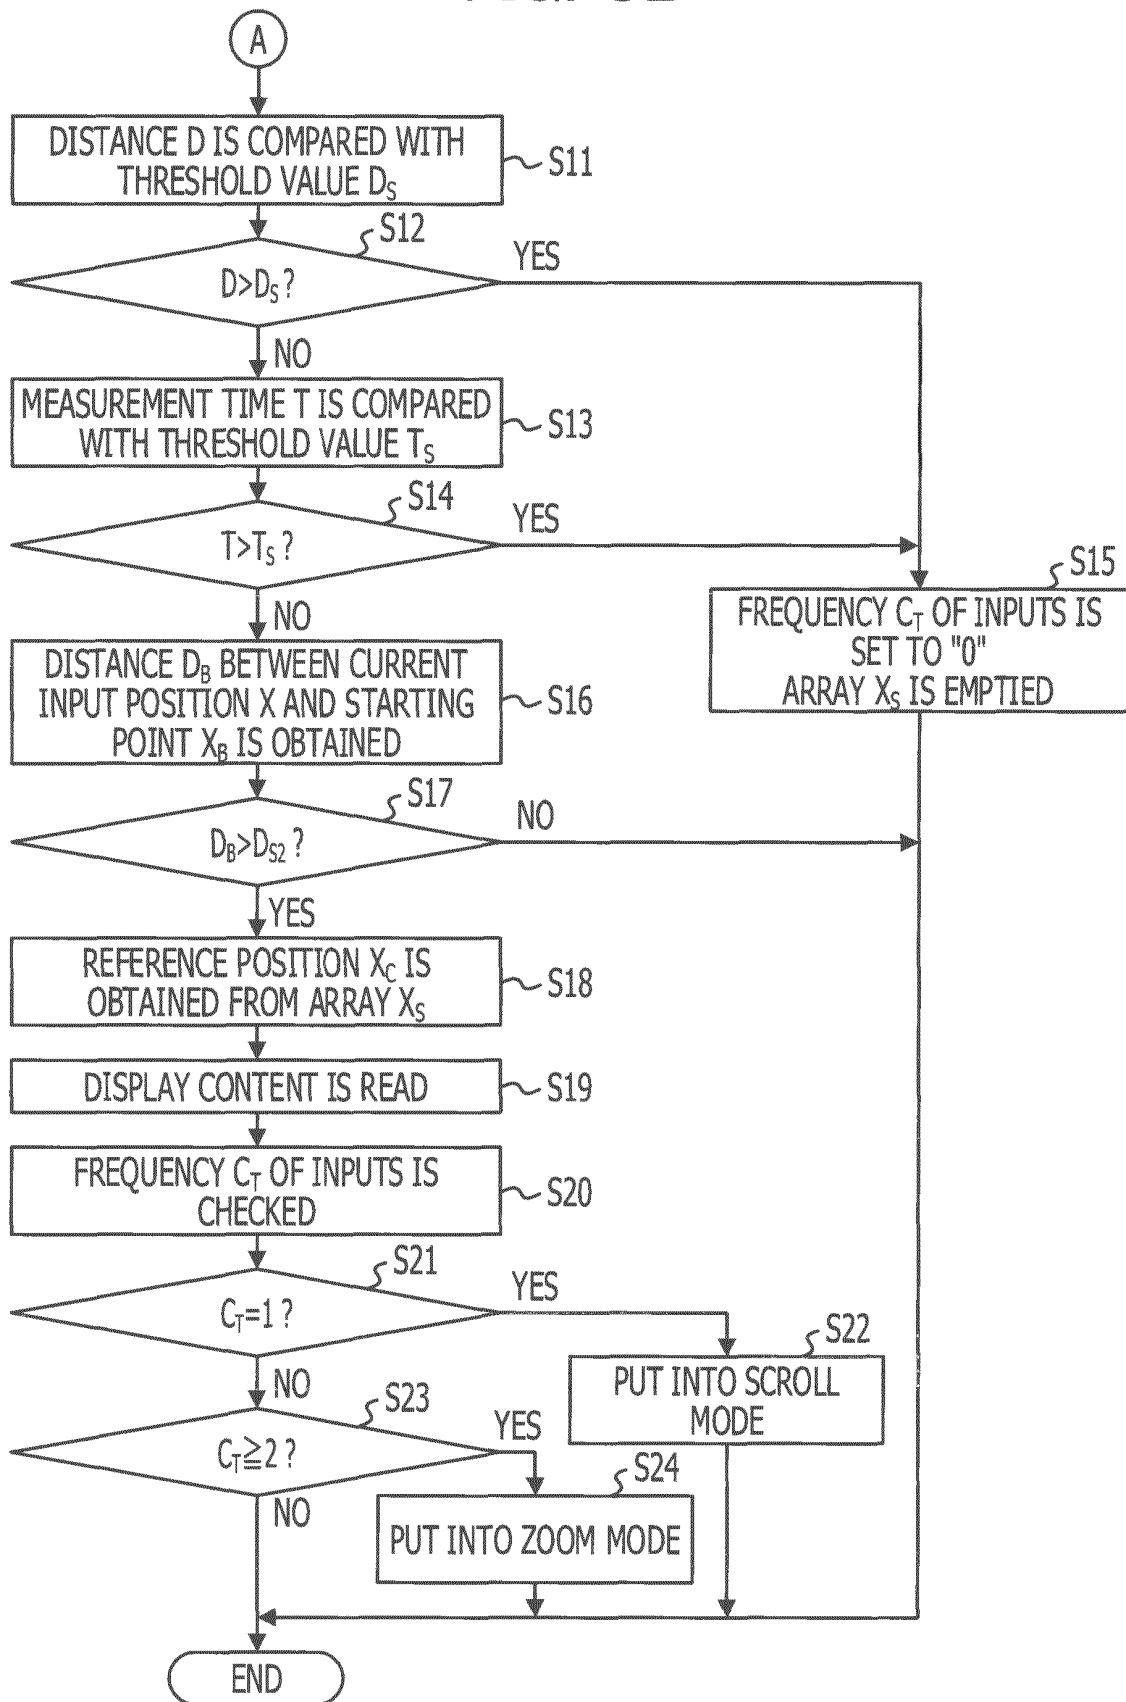 A
DISTANCE D IS COMPARED WITH
THRESHOLD VALUE DS
S11
S12
D>DS ?
YES
NO
MEASUREMENT TIME T IS COMPARED
WITH THRESHOLD VALUE TS
S13
S14
T>TS ?
YES
NO
S15
FREQUENCY CT OF INPUTS IS
SET TO "0"
ARRAY XS IS EMPTIED
DISTANCE DB BETWEEN CURRENT
INPUT POSITION X AND STARTING
POINT XB IS OBTAINED
S16
S17
DB>DS2 ?
NO
YES
REFERENCE POSITION XC IS
OBTAINED FROM ARRAY XS
S18
DISPLAY CONTENT IS READ
S19
FREQUENCY CT OF INPUTS IS
CHECKED
S20
S21
CT=1 ?
YES
NO
S22
PUT INTO SCROLL
MODE
S23
CT≧2 ?
YES
NO
S24
PUT INTO ZOOM MODE
END